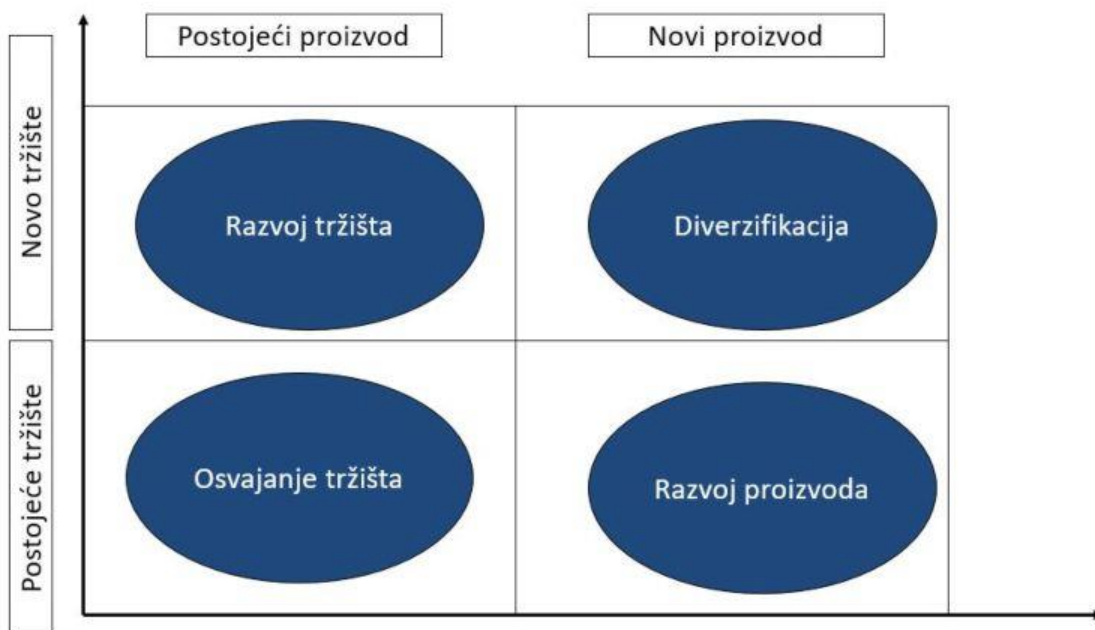 Postojeći proizvod
Novi proizvod
Novo tržište
Razvoj tržišta
Diverzifikacija
Postojeće tržište
Osvajanje tržišta
Razvoj proizvoda